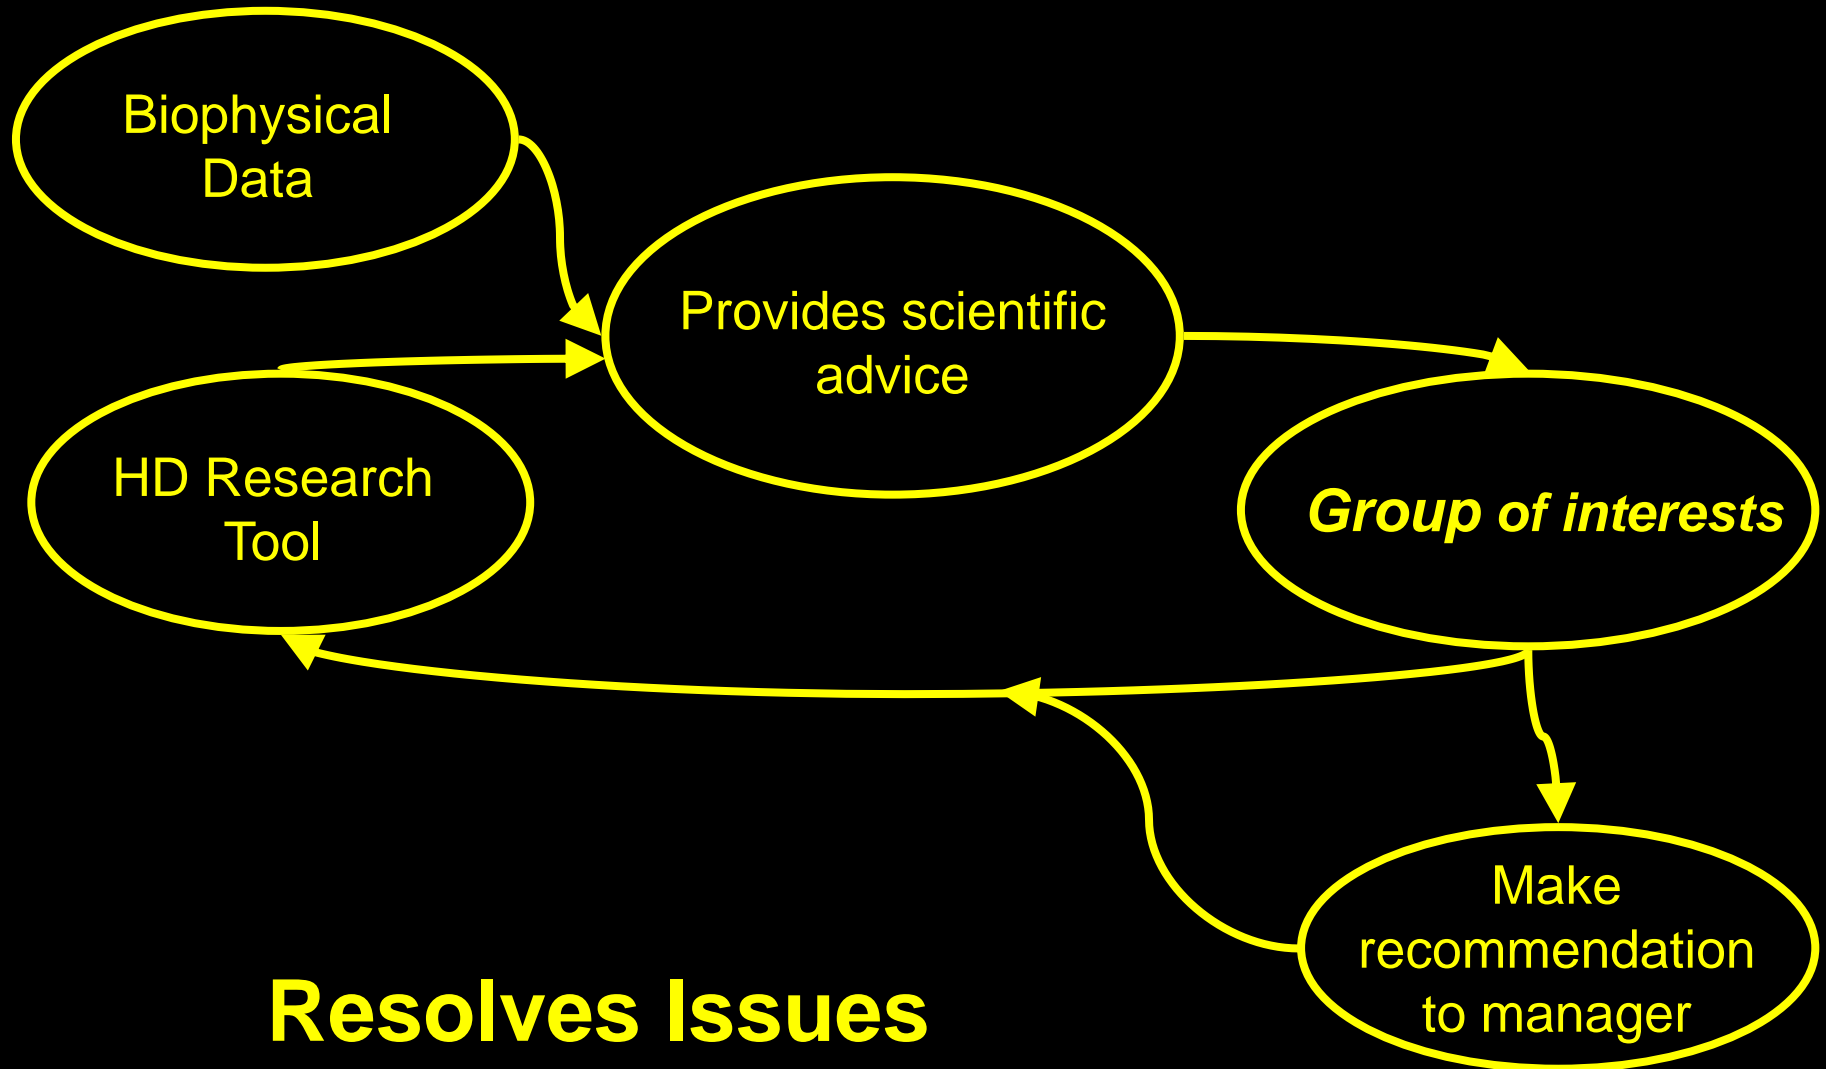 Biophysical
Data
Provides scientific
advice
HD Research
Tool
Group of interests
Make
recommendation
to manager
Resolves Issues